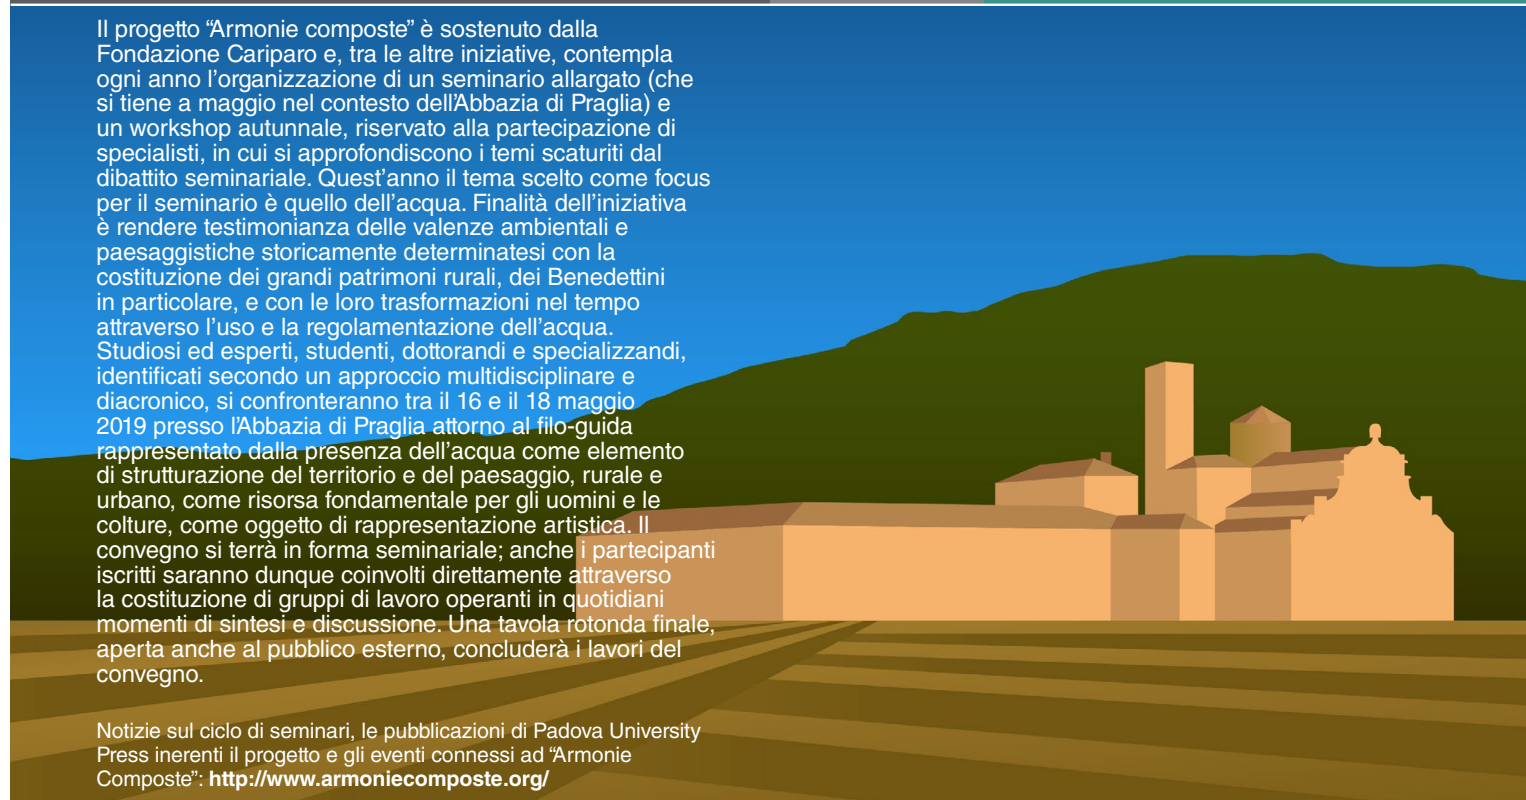 Il progetto “Armonie composte” è sostenuto dalla
Fondazione Cariparo e, tra le altre iniziative, contempla
ogni anno l’organizzazione di un seminario allargato (che
si tiene a maggio nel contesto dell’Abbazia di Praglia) e
un workshop autunnale, riservato alla partecipazione di
specialisti, in cui si approfondiscono i temi scaturiti dal
dibattito seminariale. Quest’anno il tema scelto come focus
per il seminario è quello dell’acqua. Finalità dell’iniziativa
è rendere testimonianza delle valenze ambientali e
paesaggistiche storicamente determinatesi con la
costituzione dei grandi patrimoni rurali, dei Benedettini
in particolare, e con le loro trasformazioni nel tempo
attraverso l’uso e la regolamentazione dell’acqua.
Studiosi ed esperti, studenti, dottorandi e specializzandi,
identificati secondo un approccio multidisciplinare e
diacronico, si confronteranno tra il 16 e il 18 maggio
2019 presso l’Abbazia di Praglia attorno al filo-guida
rappresentato dalla presenza dell’acqua come elemento
di strutturazione del territorio e del paesaggio, rurale e
urbano, come risorsa fondamentale per gli uomini e le
colture, come oggetto di rappresentazione artistica. Il
convegno si terrà in forma seminariale; anche i partecipanti
iscritti saranno dunque coinvolti direttamente attraverso
la costituzione di gruppi di lavoro operanti in quotidiani
momenti di sintesi e discussione. Una tavola rotonda finale,
aperta anche al pubblico esterno, concluderà i lavori del
convegno.
Notizie sul ciclo di seminari, le pubblicazioni di Padova University
Press inerenti il progetto e gli eventi connessi ad “Armonie
Composte”: http://www.armoniecomposte.org/